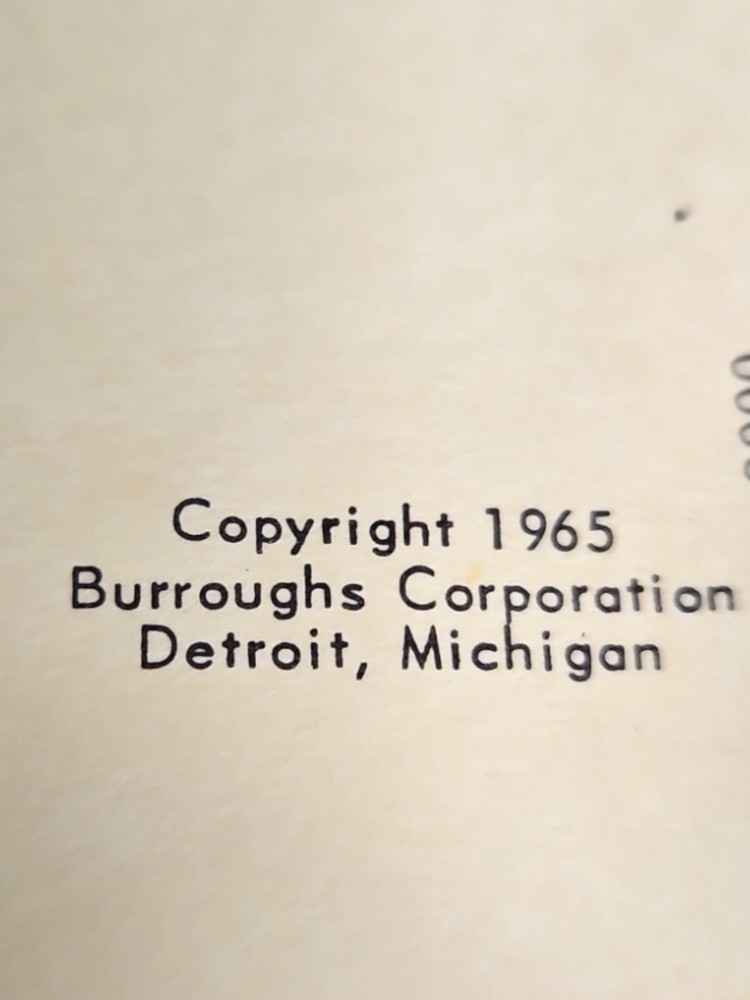 Copyright 1965
Burroughs Corporation
Detroit, Michigan